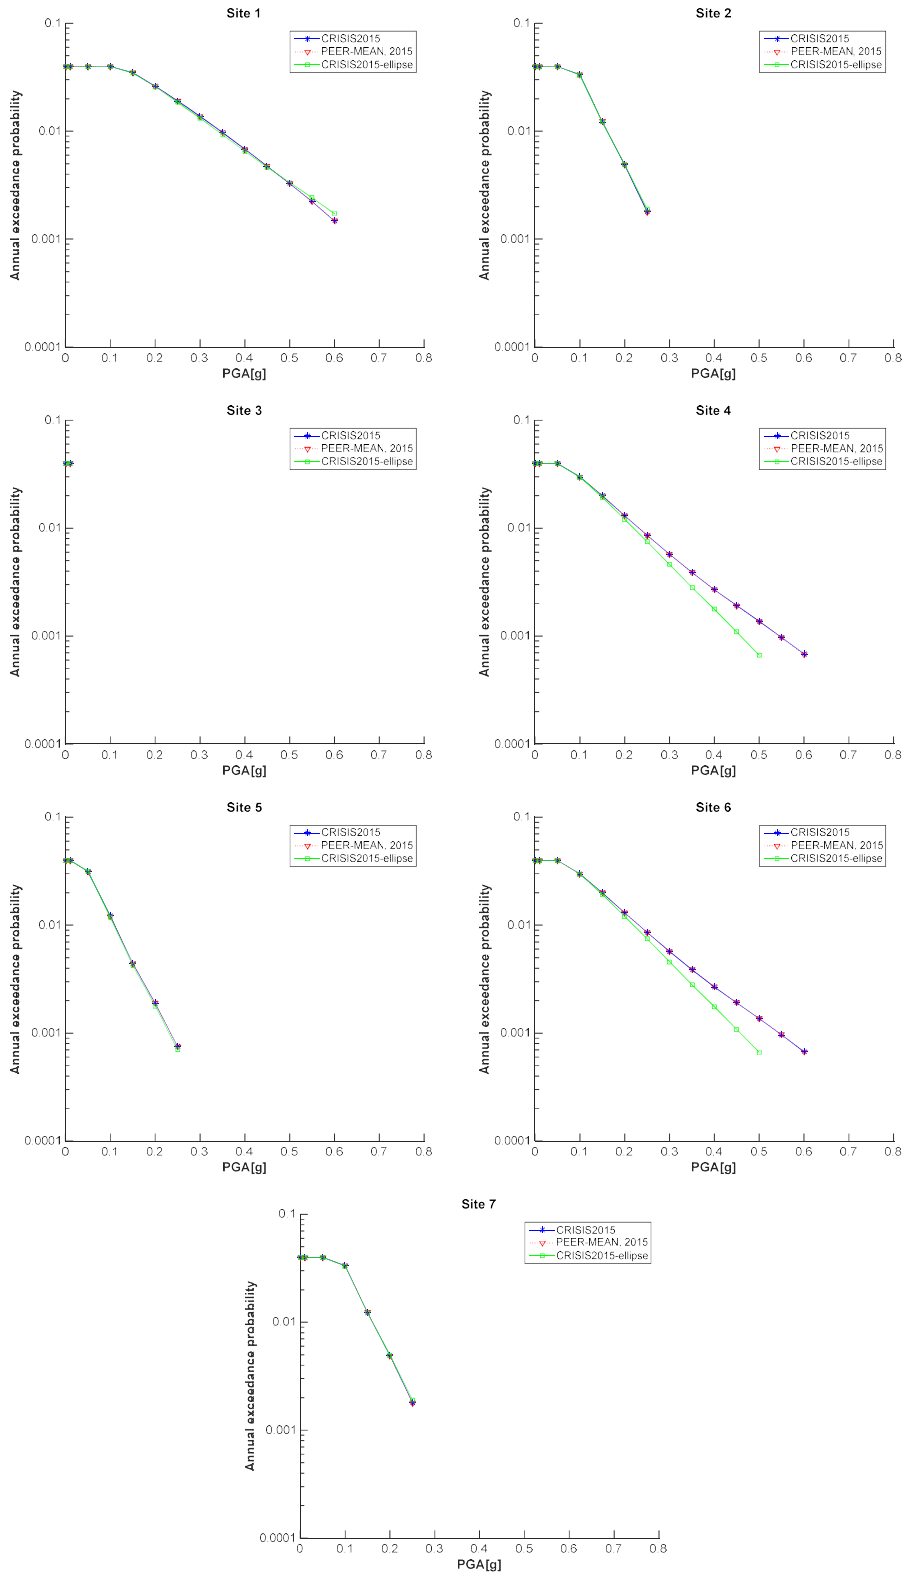 Site 1
0.1
0.01
0.001
0.0001
Annual exceedance probability
CRISIS2015
PEER-MEAN, 2015
CRISIS2015-ellipse
0 0.1 0.2 0.3 0.4 0.5 0.6 0.7 0.8
PGA[g]
Site 2
0.1
0.01
0.001
0.0001
Annual exceedance probability
CRISIS2015
PEER-MEAN, 2015
CRISIS2015-ellipse
0 0.1 0.2 0.3 0.4 0.5 0.6 0.7 0.8
PGA[g]
Site 3
0.1
0.01
0.001
0.0001
Annual exceedance probability
CRISIS2015
PEER-MEAN, 2015
CRISIS2015-ellipse
0 0.1 0.2 0.3 0.4 0.5 0.6 0.7 0.8
PGA[g]
Site 4
0.1
0.01
0.001
0.0001
Annual exceedance probability
CRISIS2015
PEER-MEAN, 2015
CRISIS2015-ellipse
0 0.1 0.2 0.3 0.4 0.5 0.6 0.7 0.8
PGA[g]
Site 5
0.1
0.01
0.001
0.0001
Annual exceedance probability
CRISIS2015
PEER-MEAN, 2015
CRISIS2015-ellipse
0 0.1 0.2 0.3 0.4 0.5 0.6 0.7 0.8
PGA[g]
Site 6
0.1
0.01
0.001
0.0001
Annual exceedance probability
CRISIS2015
PEER-MEAN, 2015
CRISIS2015-ellipse
0 0.1 0.2 0.3 0.4 0.5 0.6 0.7 0.8
PGA[g]
Site 7
0.1
0.01
0.001
0.0001
Annual exceedance probability
CRISIS2015
PEER-MEAN, 2015
CRISIS2015-ellipse
0 0.1 0.2 0.3 0.4 0.5 0.6 0.7 0.8
PGA[g]